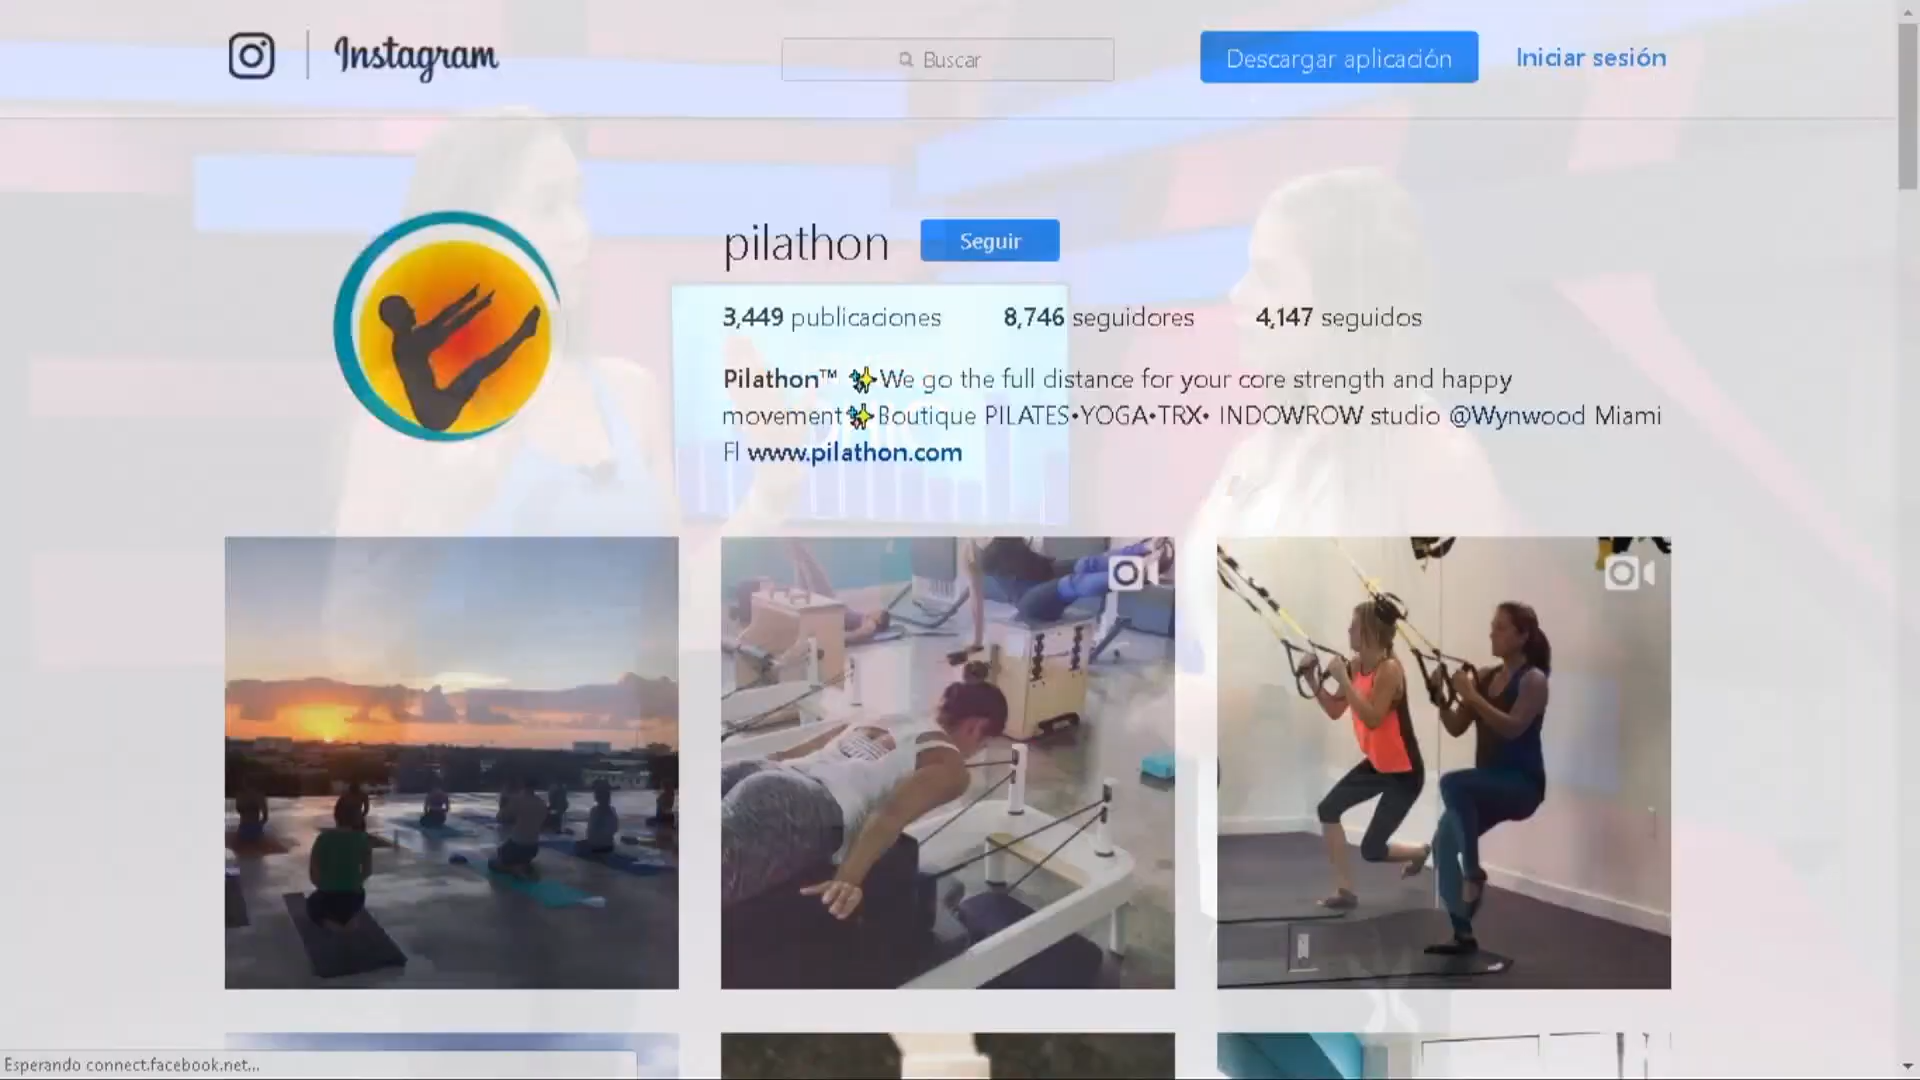 Instagram
Buscar
Descargar aplicación
Iniciar sesión
pilathon
Seguir
3,449 publicaciones 8,746 seguidores 4,147 seguidos
Pilathon™ ✨We go the full distance for your core strength and happy
movement✨Boutique PILATES•YOGA•TRX• INDOWROW studio @Wynwood Miami
Fl www.pilathon.com
Esperando connect.facebook.net...